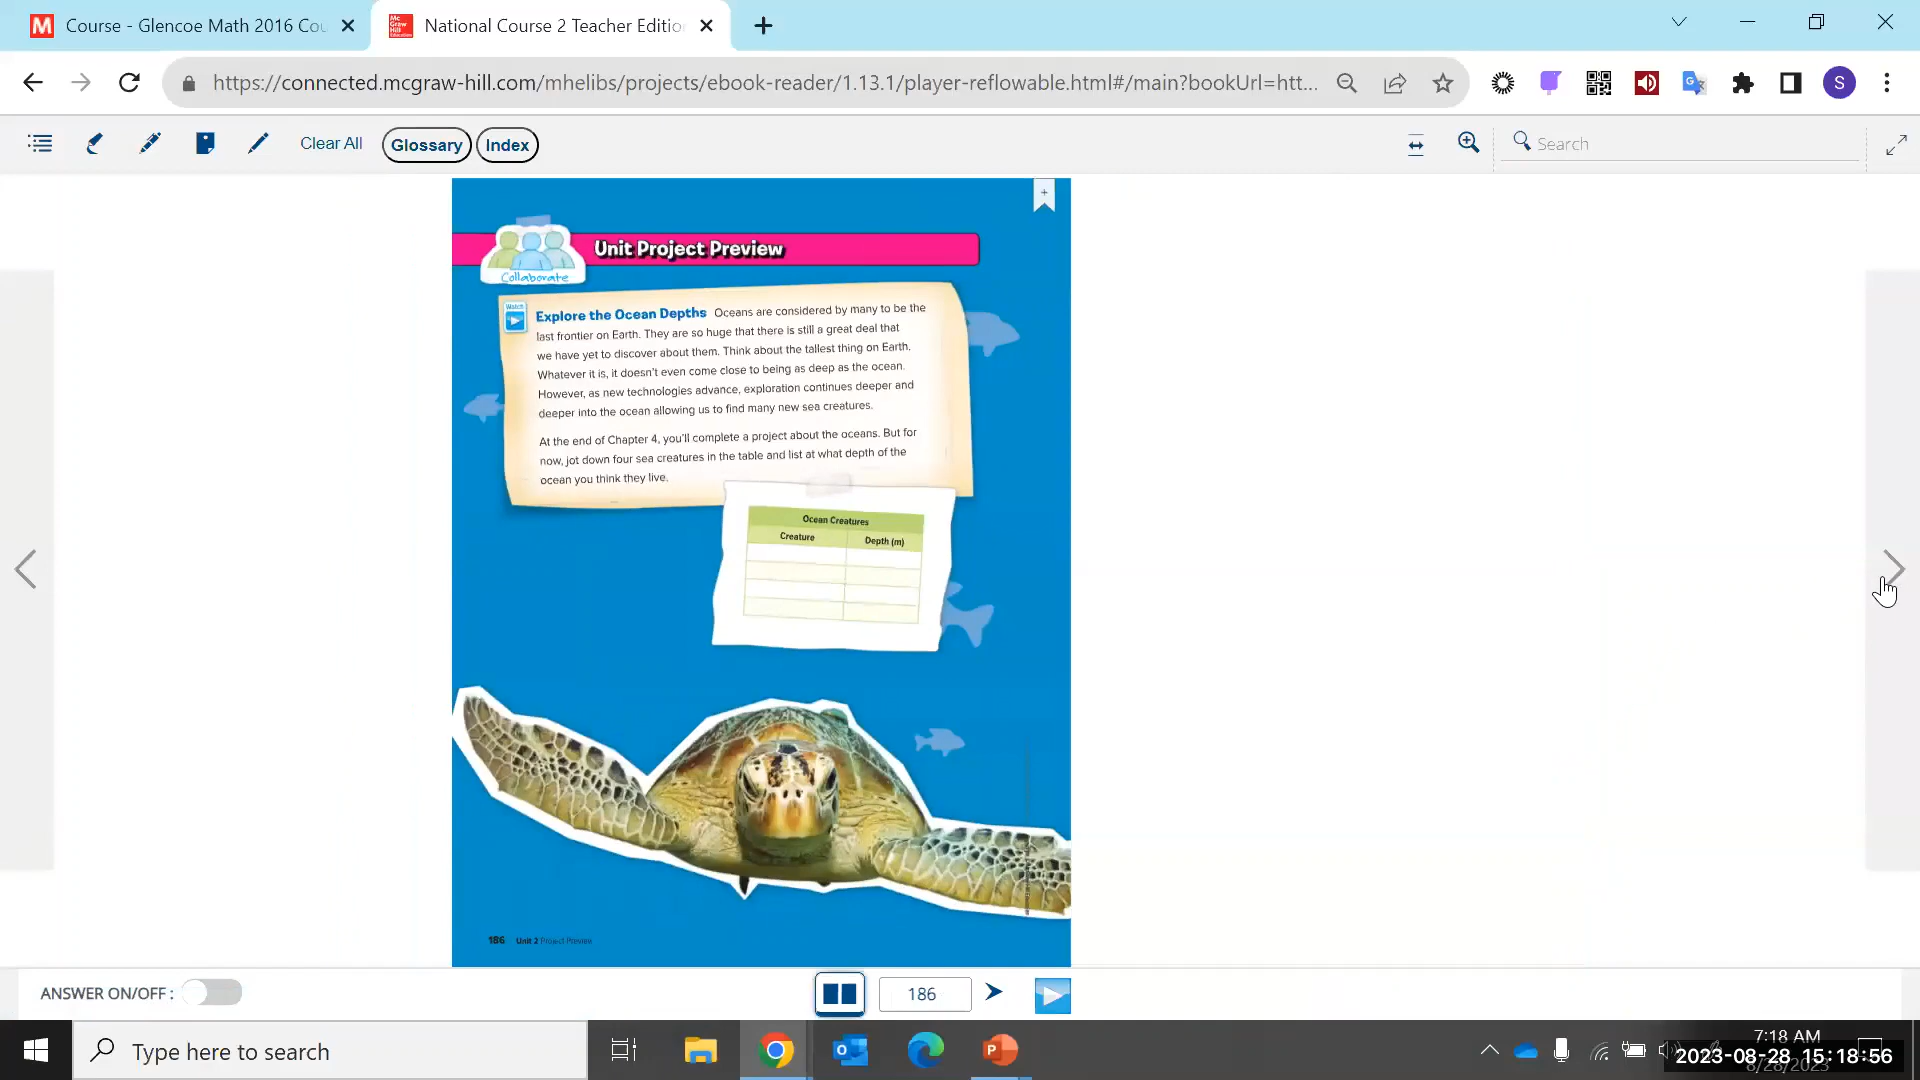 Course - Glencoe Math 2016 Cou
National Course 2 Teacher Editio
https://connected.mcgraw-hill.com/mhelibs/projects/ebook-reader/1.13.1/player-reflowable.html#/main?bookUrl=htt...
S
Clear All
Glossary
Index
Search
Unit Project Preview
Collaborate
Watch
Explore the Ocean Depths Oceans are considered by many to be the
last frontier on Earth. They are so huge that there is still a great deal that
we have yet to discover about them. Think about the tallest thing on Earth.
Whatever it is, it doesn't even come close to being as deep as the ocean.
However, as new technologies advance, exploration continues deeper and
deeper into the ocean allowing us to find many new sea creatures.
At the end of Chapter 4, you'll complete a project about the oceans. But for
now, jot down four sea creatures in the table and list at what depth of the
ocean you think they live.
Ocean Creatures
Creature Depth (m)
186 Unit 2 Project Preview
ANSWER ON/OFF :
186
Type here to search
7:18 AM
2023-08-28 15:18:56
8/28/2023